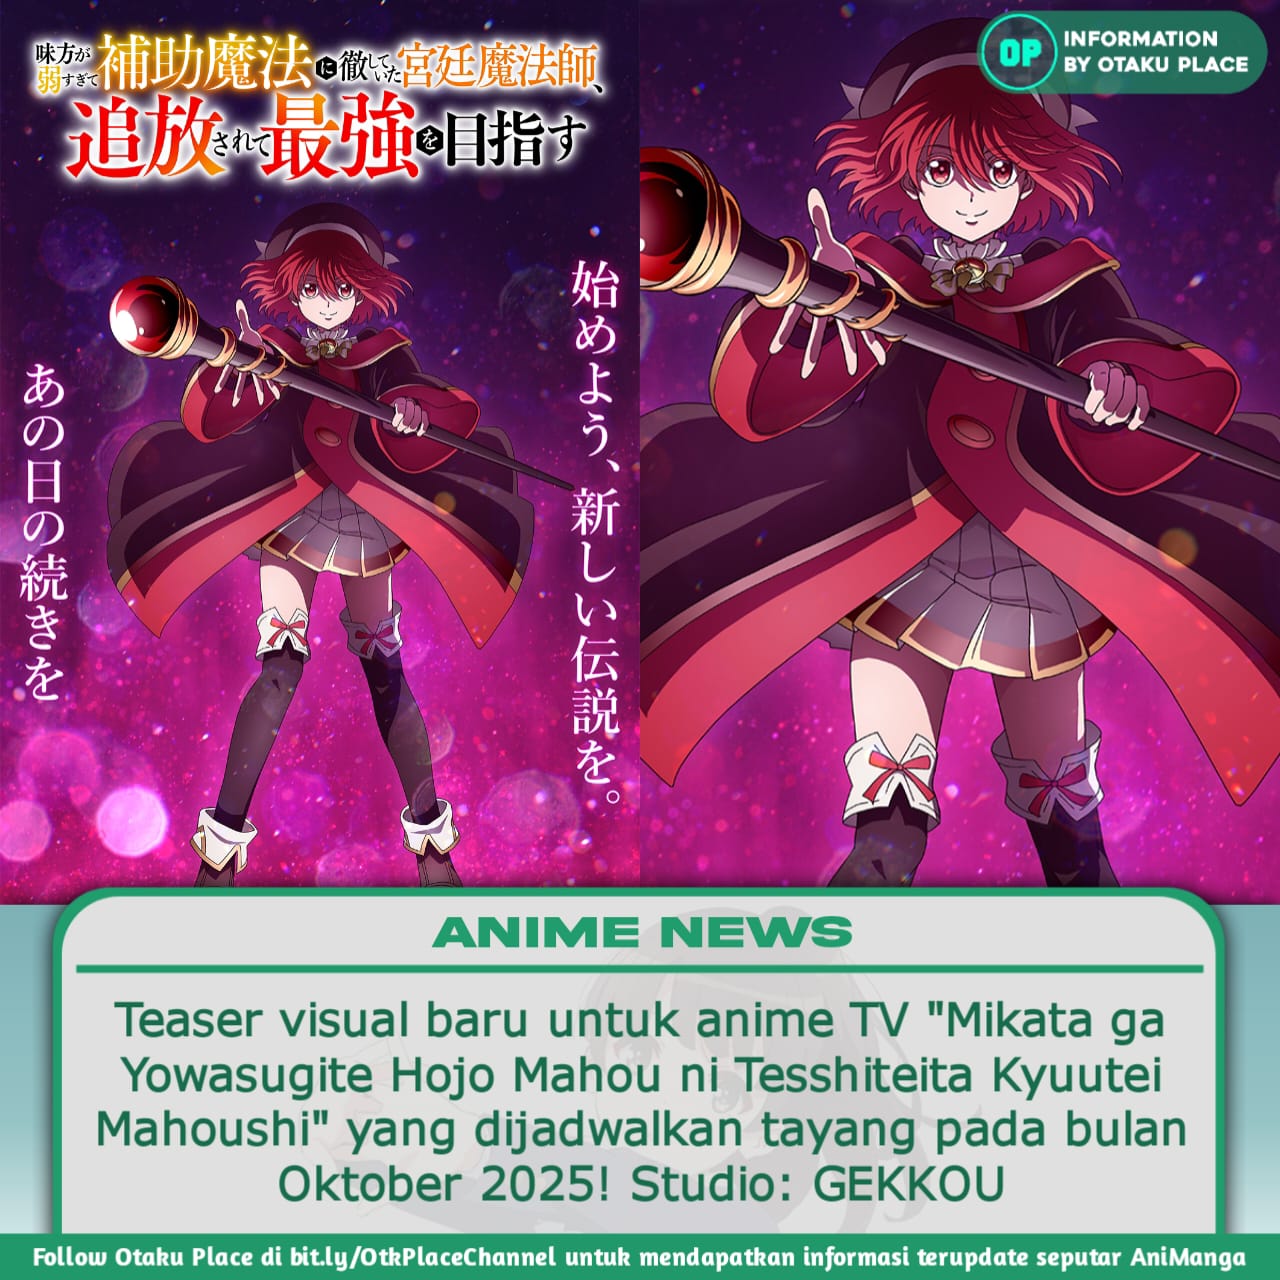 味方が弱すぎて補助魔法に徹していた宮廷魔法師、
追放されて最強を目指す
OP
INFORMATION
BY OTAKU PLACE
始めよう、新しい伝説を。
あの日の続きを
ANIME NEWS
Teaser visual baru untuk anime TV "Mikata ga
Yowasugite Hojo Mahou ni Tesshiteita Kyuutei
Mahoushi" yang dijadwalkan tayang pada bulan
Oktober 2025! Studio: GEKKOU
Follow Otaku Place di bit.ly/OtkPlaceChannel untuk mendapatkan informasi terupdate seputar AniManga